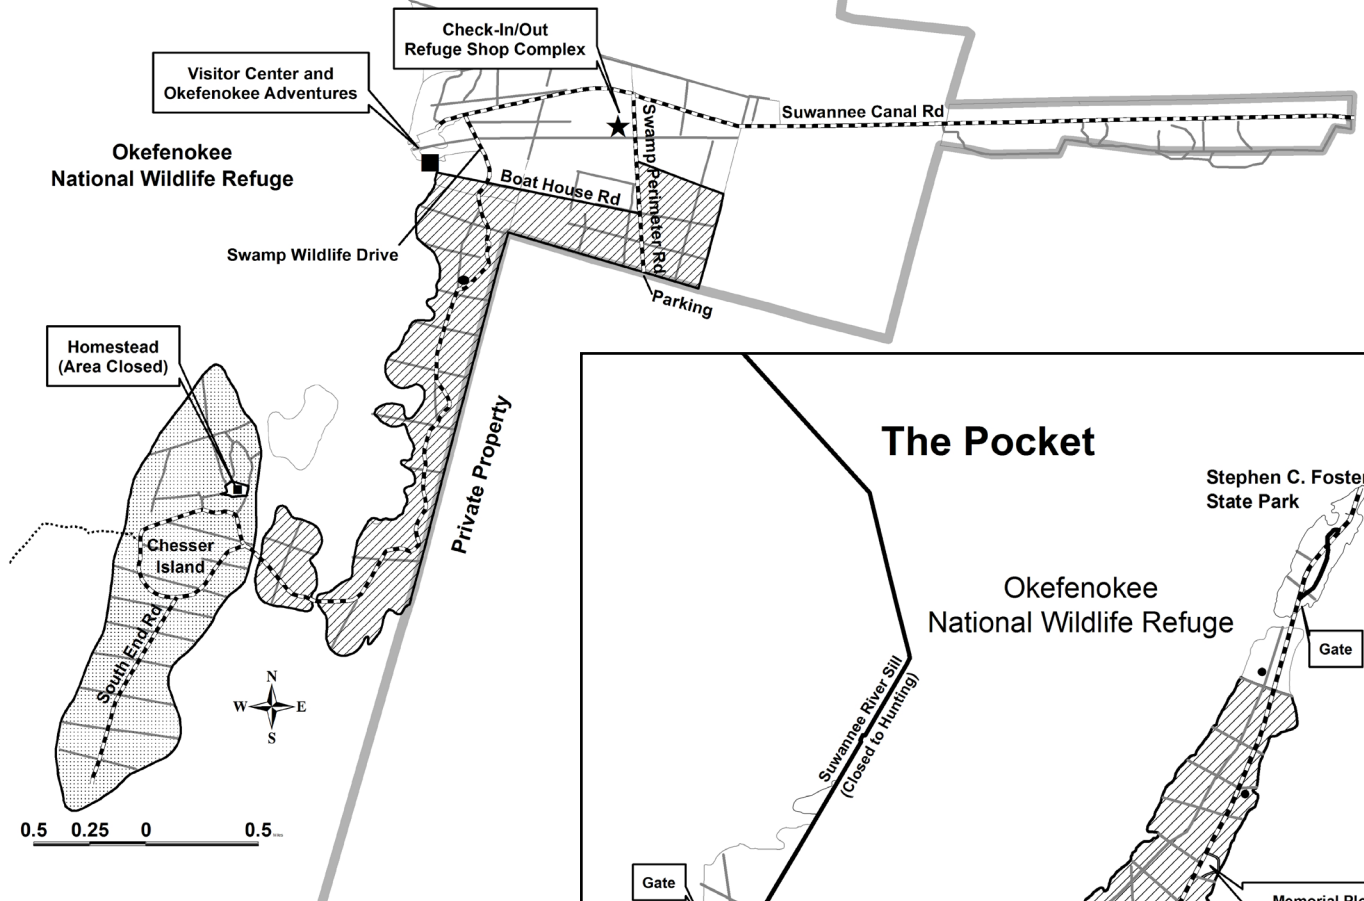 Check-In/Out
Refuge Shop Complex
Visitor Center and
Okefenokee Adventures
Suwannee Canal Rd
Okefenokee
National Wildlife Refuge
Swamp Perimeter Rd
Boat House Rd
Swamp Wildlife Drive
Parking
Homestead
(Area Closed)
Private Property
The Pocket
Stephen C. Foster
State Park
Chesser
Island
Okefenokee
National Wildlife Refuge
Gate
South End Rd
N
W
E
S
Suwannee River Sill
(Closed to Hunting)
0.5 0.25 0 0.5
Gate
Memorial